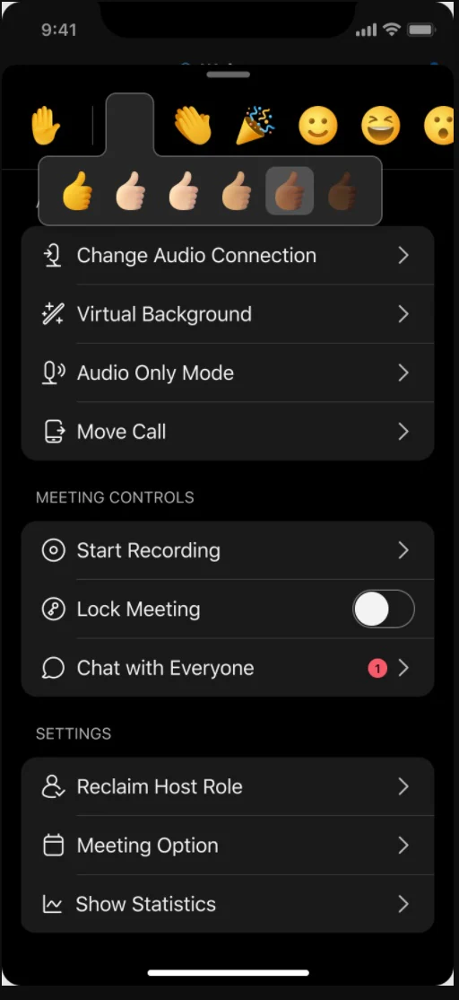 9:41
Change Audio Connection
Virtual Background
Audio Only Mode
Move Call
MEETING CONTROLS
Start Recording
Lock Meeting
Chat with Everyone
1
SETTINGS
Reclaim Host Role
Meeting Option
Show Statistics